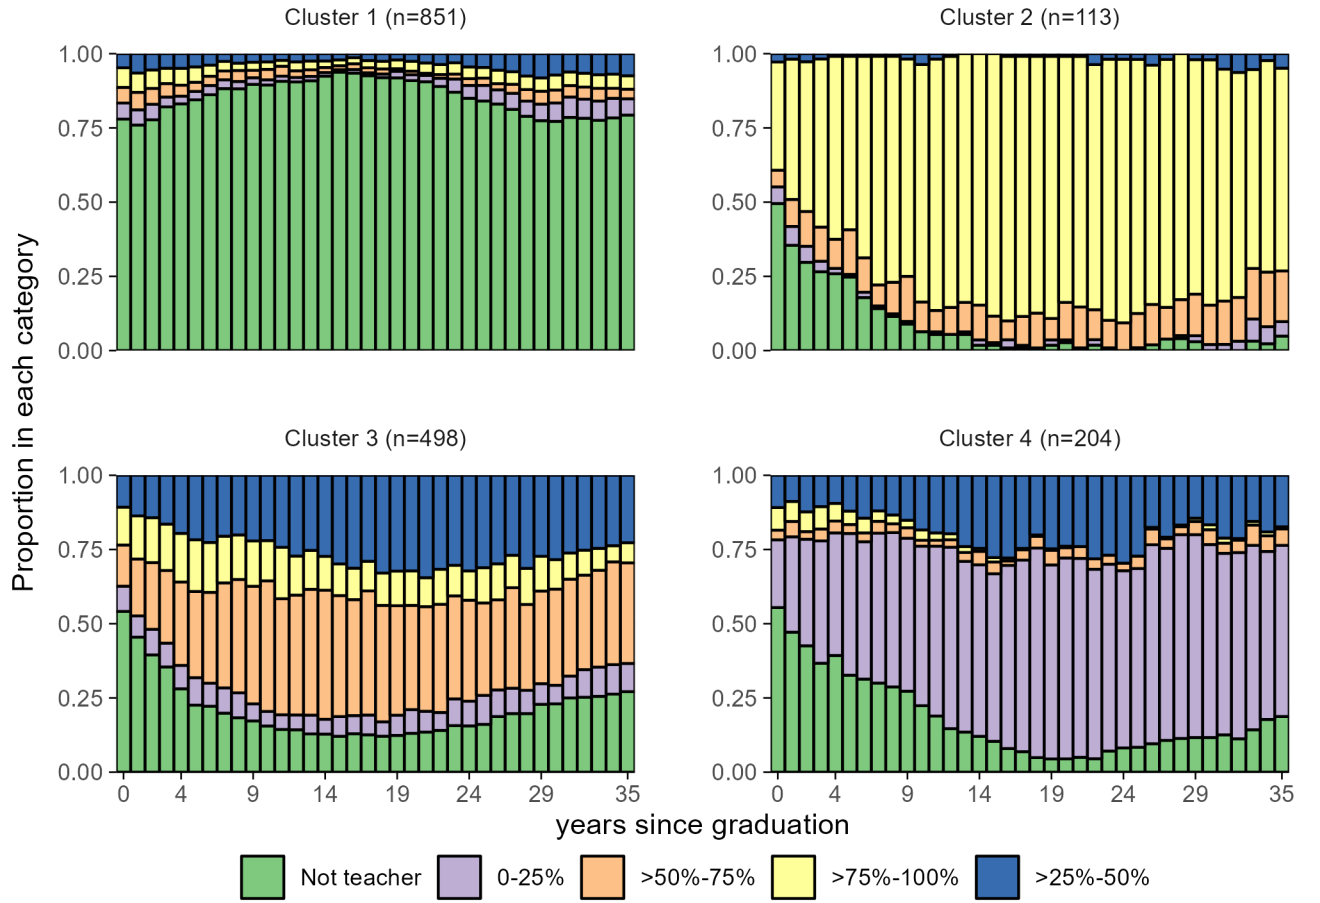 Cluster 1 (n=851)
Cluster 2 (n=113)
1.00
0.75
0.50
0.25
0.00
1.00
0.75
0.50
0.25
0.00
Proportion in each category
Cluster 3 (n=498)
Cluster 4 (n=204)
1.00
0.75
0.50
0.25
0.00
1.00
0.75
0.50
0.25
0.00
0 4 9 14 19 24 29 35
0 4 9 14 19 24 29 35
years since graduation
Not teacher 0-25% >50%-75% >75%-100% >25%-50%